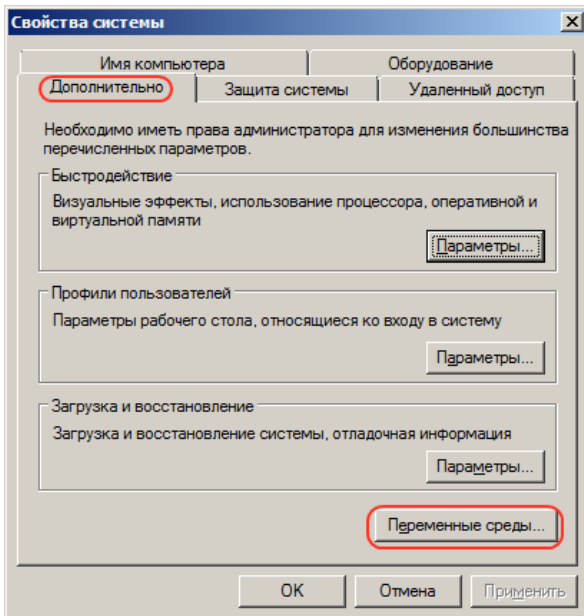 Свойства системы
Имя компьютера Оборудование
Дополнительно Защита системы Удаленный доступ
Необходимо иметь права администратора для изменения большинства
перечисленных параметров.
Быстродействие
Визуальные эффекты, использование процессора, оперативной и
виртуальной памяти
Параметры...
Профили пользователей
Параметры рабочего стола, относящиеся ко входу в систему
Параметры...
Загрузка и восстановление
Загрузка и восстановление системы, отладочная информация
Параметры...
Переменные среды...
OK Отмена Применить